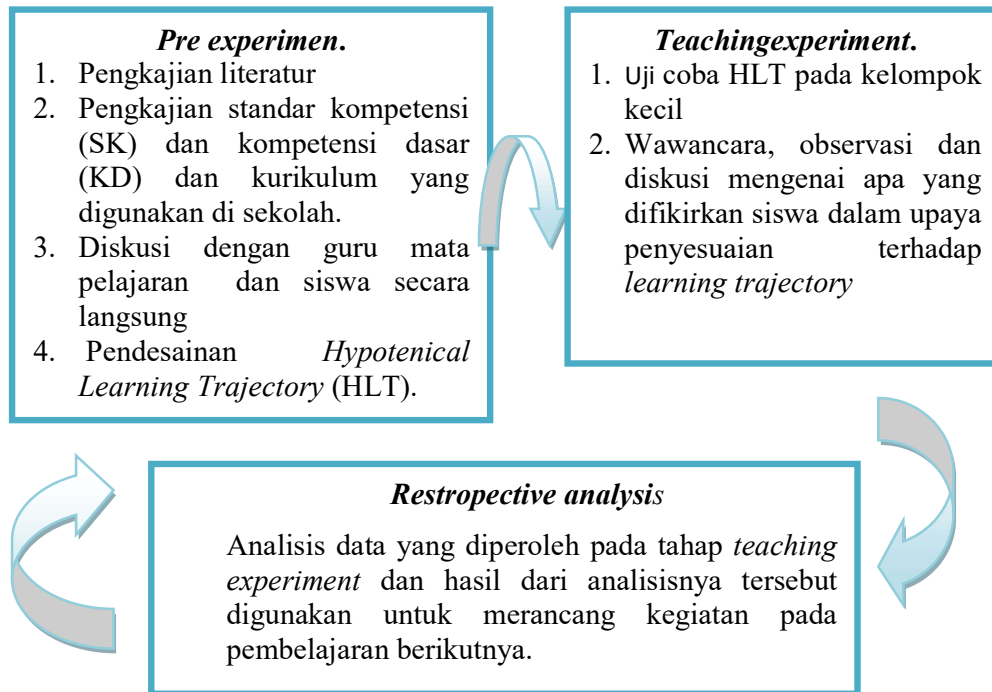 Pre experimen.
1. Pengkajian literatur
2. Pengkajian standar kompetensi
(SK) dan kompetensi dasar
(KD) dan kurikulum yang
digunakan di sekolah.
3. Diskusi dengan guru mata
pelajaran dan siswa secara
langsung
4. Pendesainan Hypotenical
Learning Trajectory (HLT).
Teachingexperiment.
1. Uji coba HLT pada kelompok
kecil
2. Wawancara, observasi dan
diskusi mengenai apa yang
difikirkan siswa dalam upaya
penyesuaian terhadap
learning trajectory
Restropective analysis
Analisis data yang diperoleh pada tahap teaching
experiment dan hasil dari analisisnya tersebut
digunakan untuk merancang kegiatan pada
pembelajaran berikutnya.